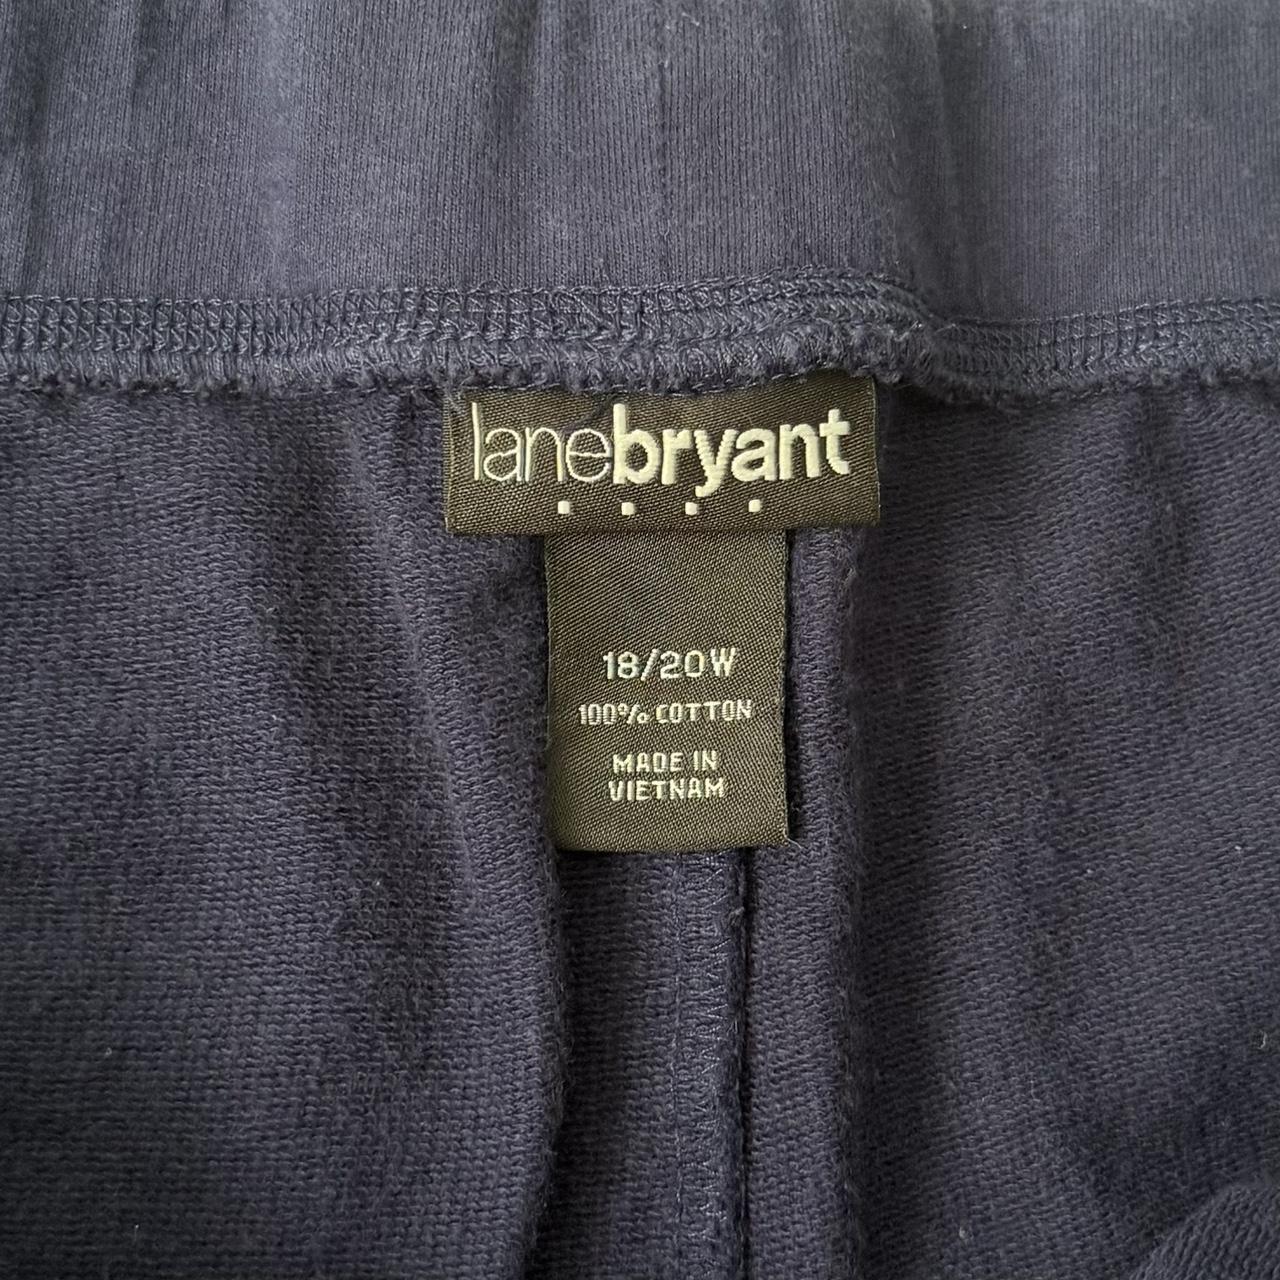 lanebryant
18/20W
100% COTTON
MADE IN
VIETNAM